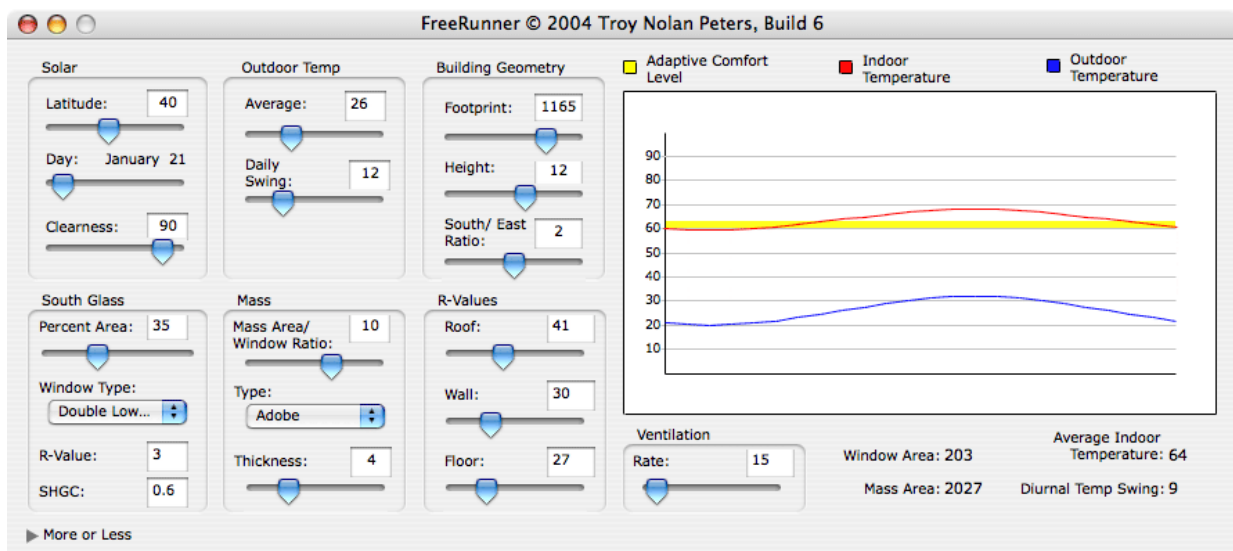 FreeRunner © 2004 Troy Nolan Peters, Build 6
Solar
Latitude: 40
Day: January 21
Clearness: 90
Outdoor Temp
Average: 26
Daily
Swing: 12
Building Geometry
Footprint: 1165
Height: 12
South/ East
Ratio: 2
South Glass
Percent Area: 35
Window Type:
Double Low...
R-Value: 3
SHGC: 0.6
Mass
Mass Area/
Window Ratio: 10
Type:
Adobe
Thickness: 4
R-Values
Roof: 41
Wall: 30
Floor: 27
Adaptive Comfort
Level
Indoor
Temperature
Outdoor
Temperature
90
80
70
60
50
40
30
20
10
Ventilation
Rate: 15
Window Area: 203
Mass Area: 2027
Average Indoor
Temperature: 64
Diurnal Temp Swing: 9
More or Less